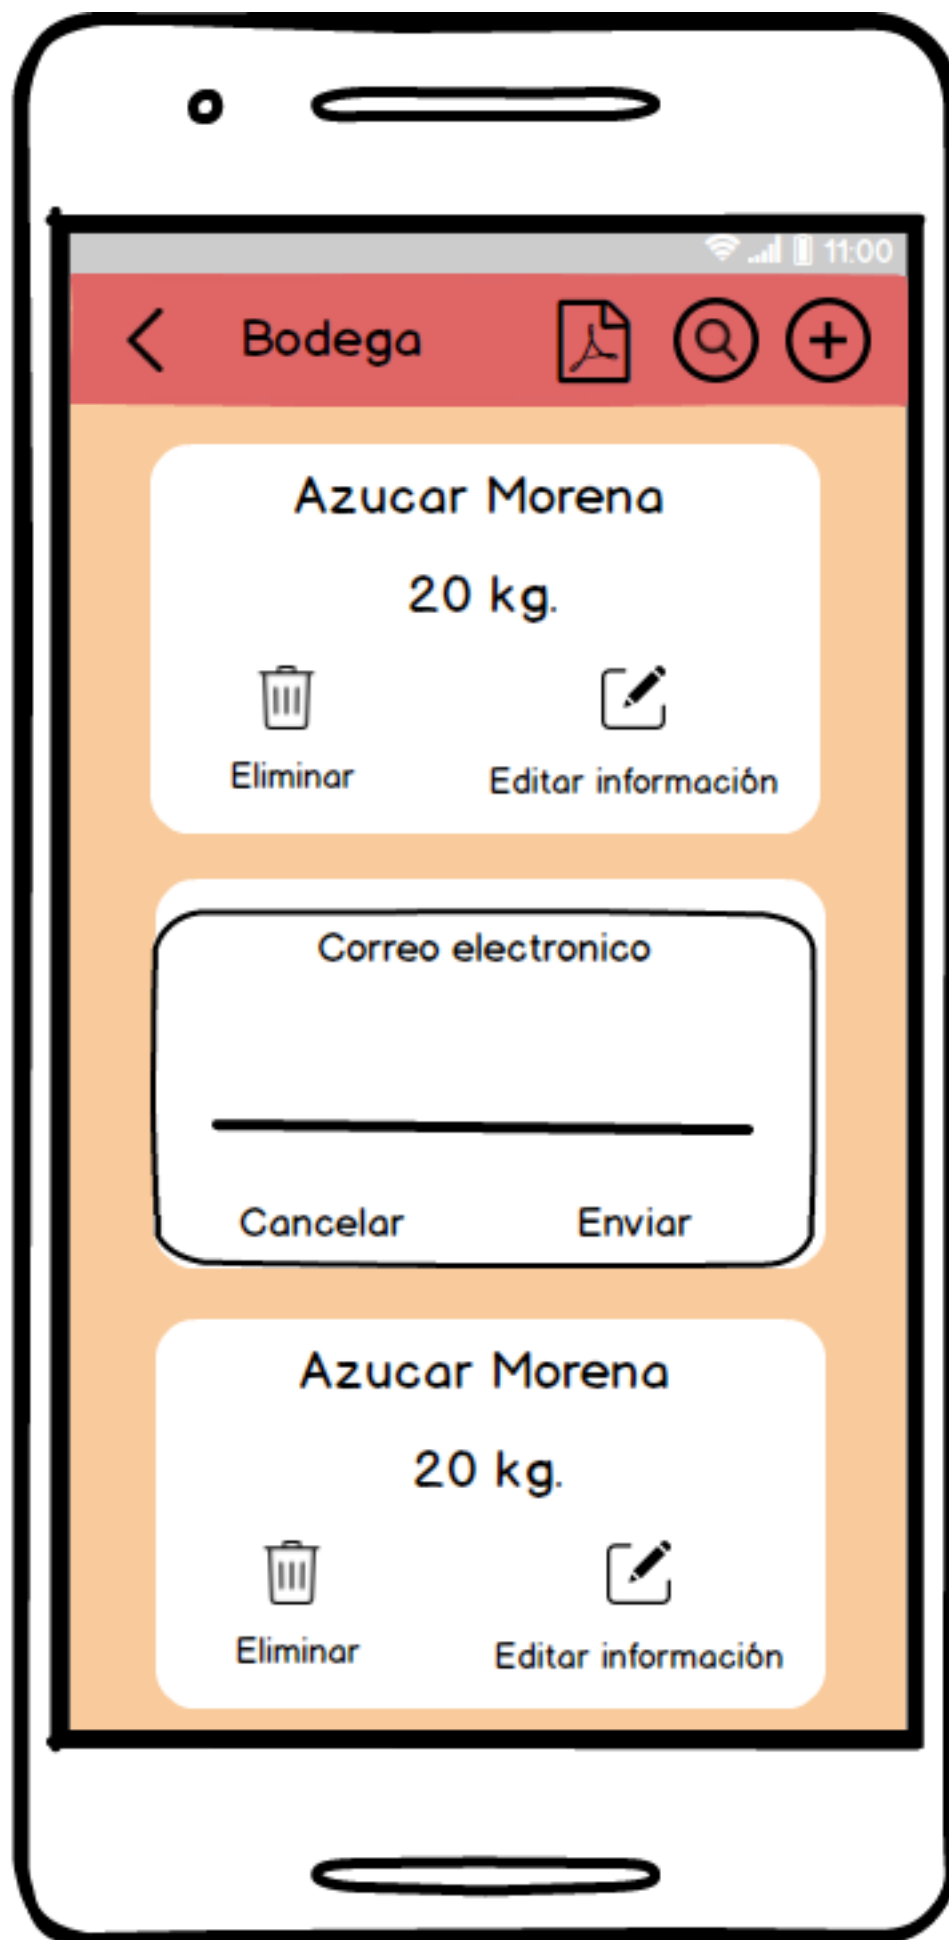 11:00
Bodega
Azucar Morena
20 kg.
Eliminar Editar información
Correo electronico
Cancelar Enviar
Azucar Morena
20 kg.
Eliminar Editar información